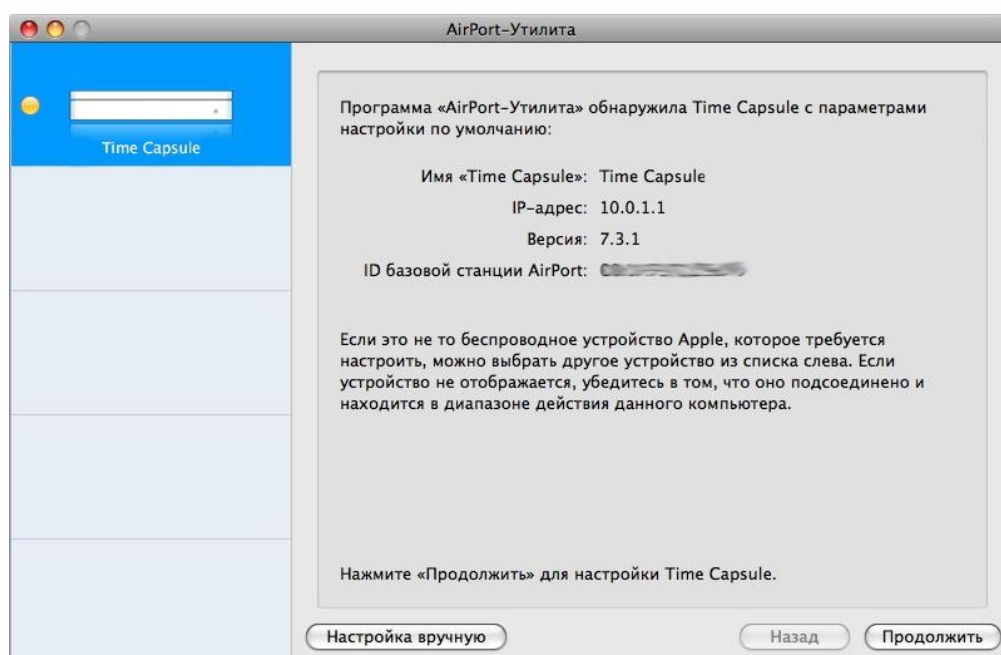 AirPort-Утилита
Time Capsule
Программа «AirPort-Утилита» обнаружила Time Capsule с параметрами
настройки по умолчанию:
Имя «Time Capsule»: Time Capsule
IP-адрес: 10.0.1.1
Версия: 7.3.1
ID базовой станции AirPort:
Если это не то беспроводное устройство Apple, которое требуется
настроить, можно выбрать другое устройство из списка слева. Если
устройство не отображается, убедитесь в том, что оно подсоединено и
находится в диапазоне действия данного компьютера.
Нажмите «Продолжить» для настройки Time Capsule.
Настройка вручную
Назад
Продолжить